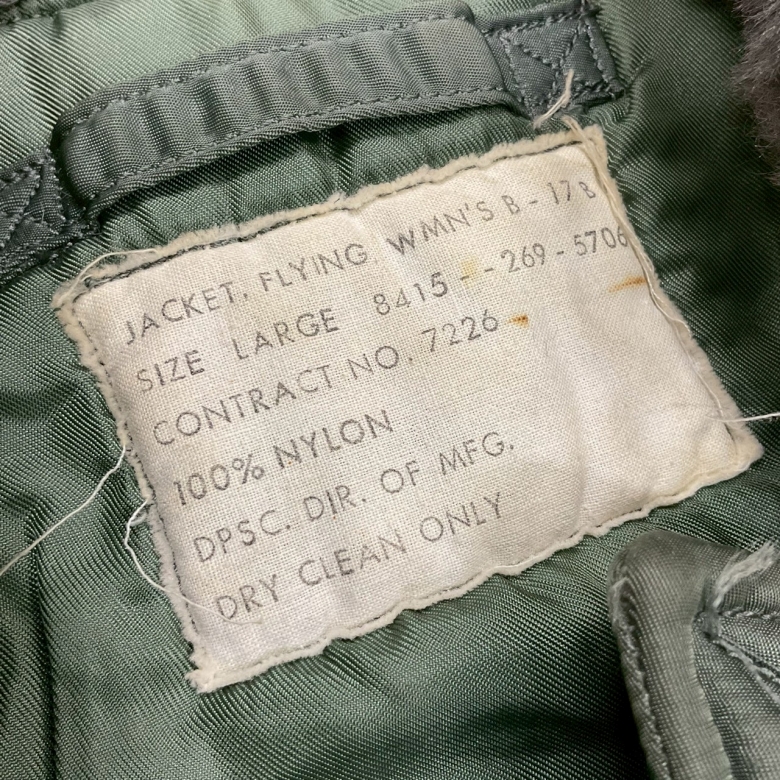 JACKET, FLYING WMN'S B - 17B
SIZE LARGE 8415 - - 269 - 5706
CONTRACT NO. 7226 -
100% NYLON
DPSC. DIR. OF MFG.
DRY CLEAN ONLY